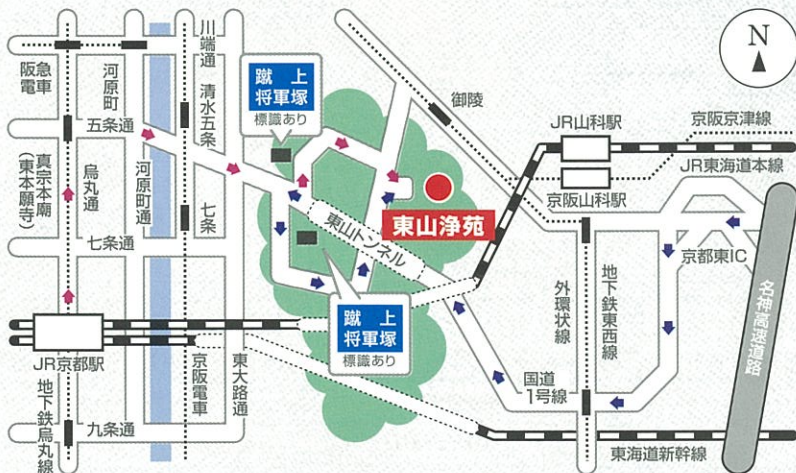 阪急電車
河原町
川端通
清水五条
五条通
真宗本廟
(東本願寺)
烏丸通
河原町通
七条
七条通
JR京都駅
地下鉄烏丸線
九条通
京阪電車
東大路通
蹴上
将軍塚
標識あり
御陵
N
JR山科駅
京阪京津線
JR東海道本線
京阪山科駅
東山浄苑
東山トンネル
京都東IC
蹴上
将軍塚
標識あり
外環状線
地下鉄東西線
国道
1号線
名神高速道路
東海道新幹線